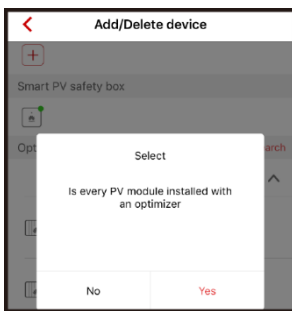 Add/Delete device
Smart PV safety box
Opt
arch
Select
Is every PV module installed with
an optimizer
No
Yes